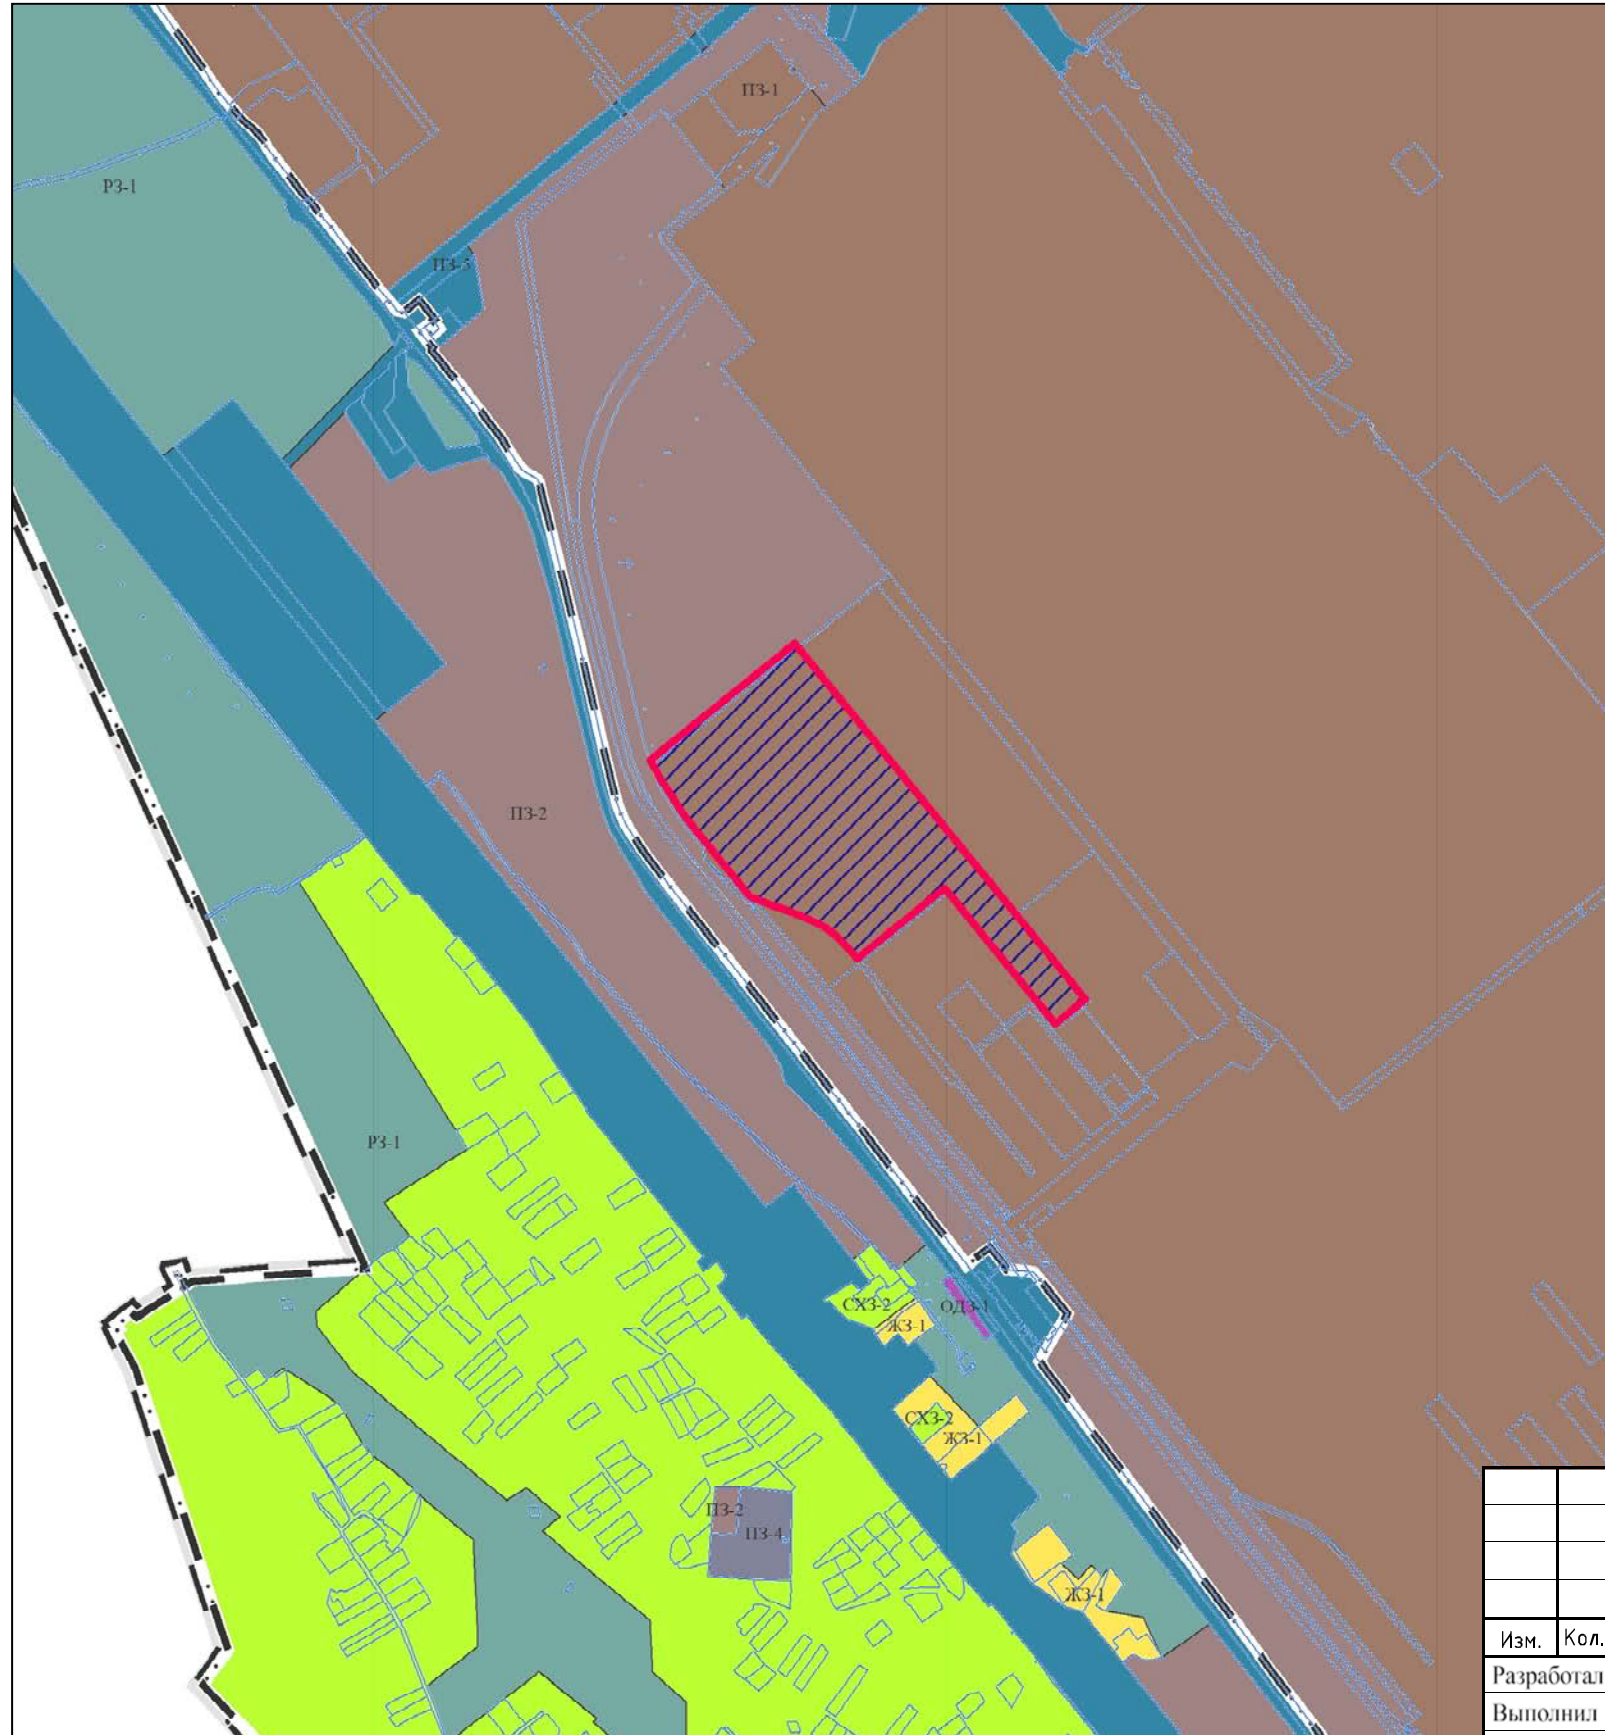 ПЗ-1
РЗ-1
ПЗ-5
ПЗ-2
РЗ-1
СХЗ-2
ОДЗ-1
ЖЗ-1
СХЗ-2
ЖЗ-1
ПЗ-2
ПЗ-4
ЖЗ-1
Изм. Кол.
Разработал
Выполнил